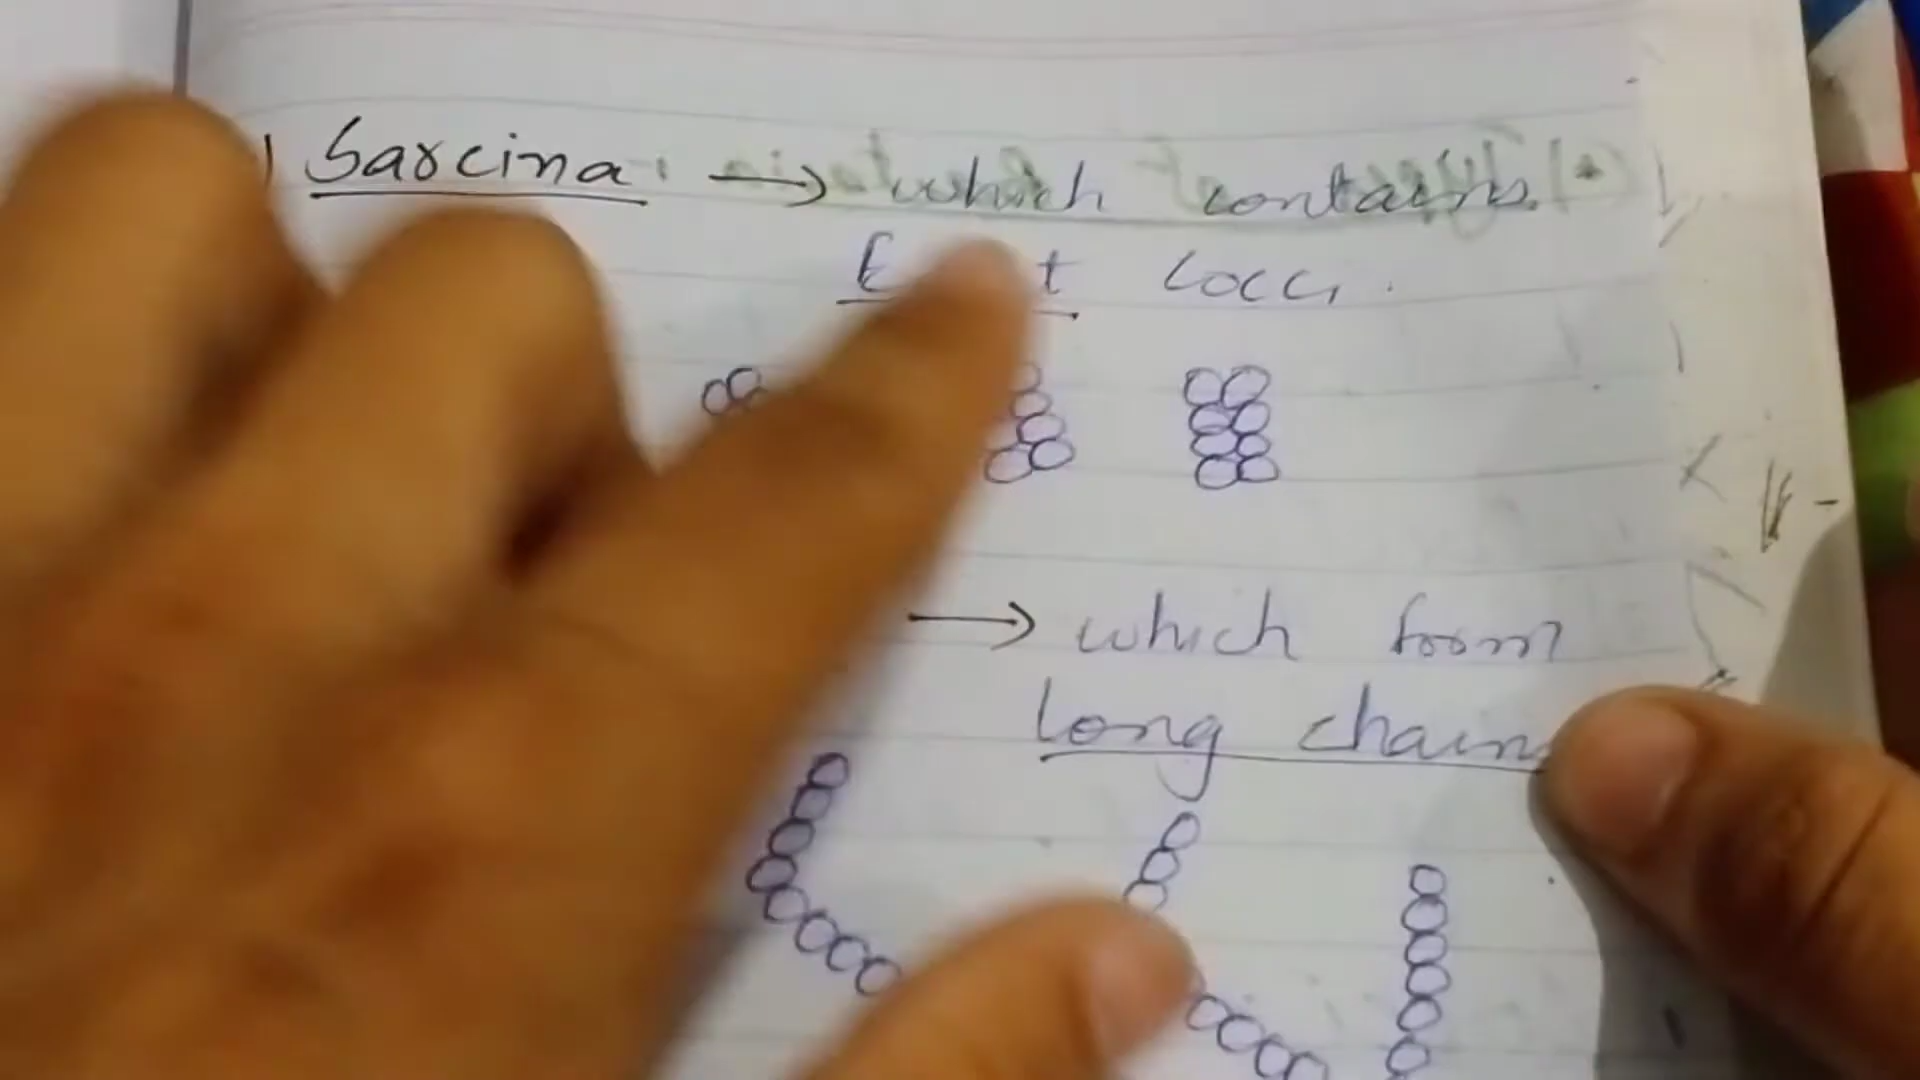 Sarcina: → which contains
cocci.
→ which form
long chain